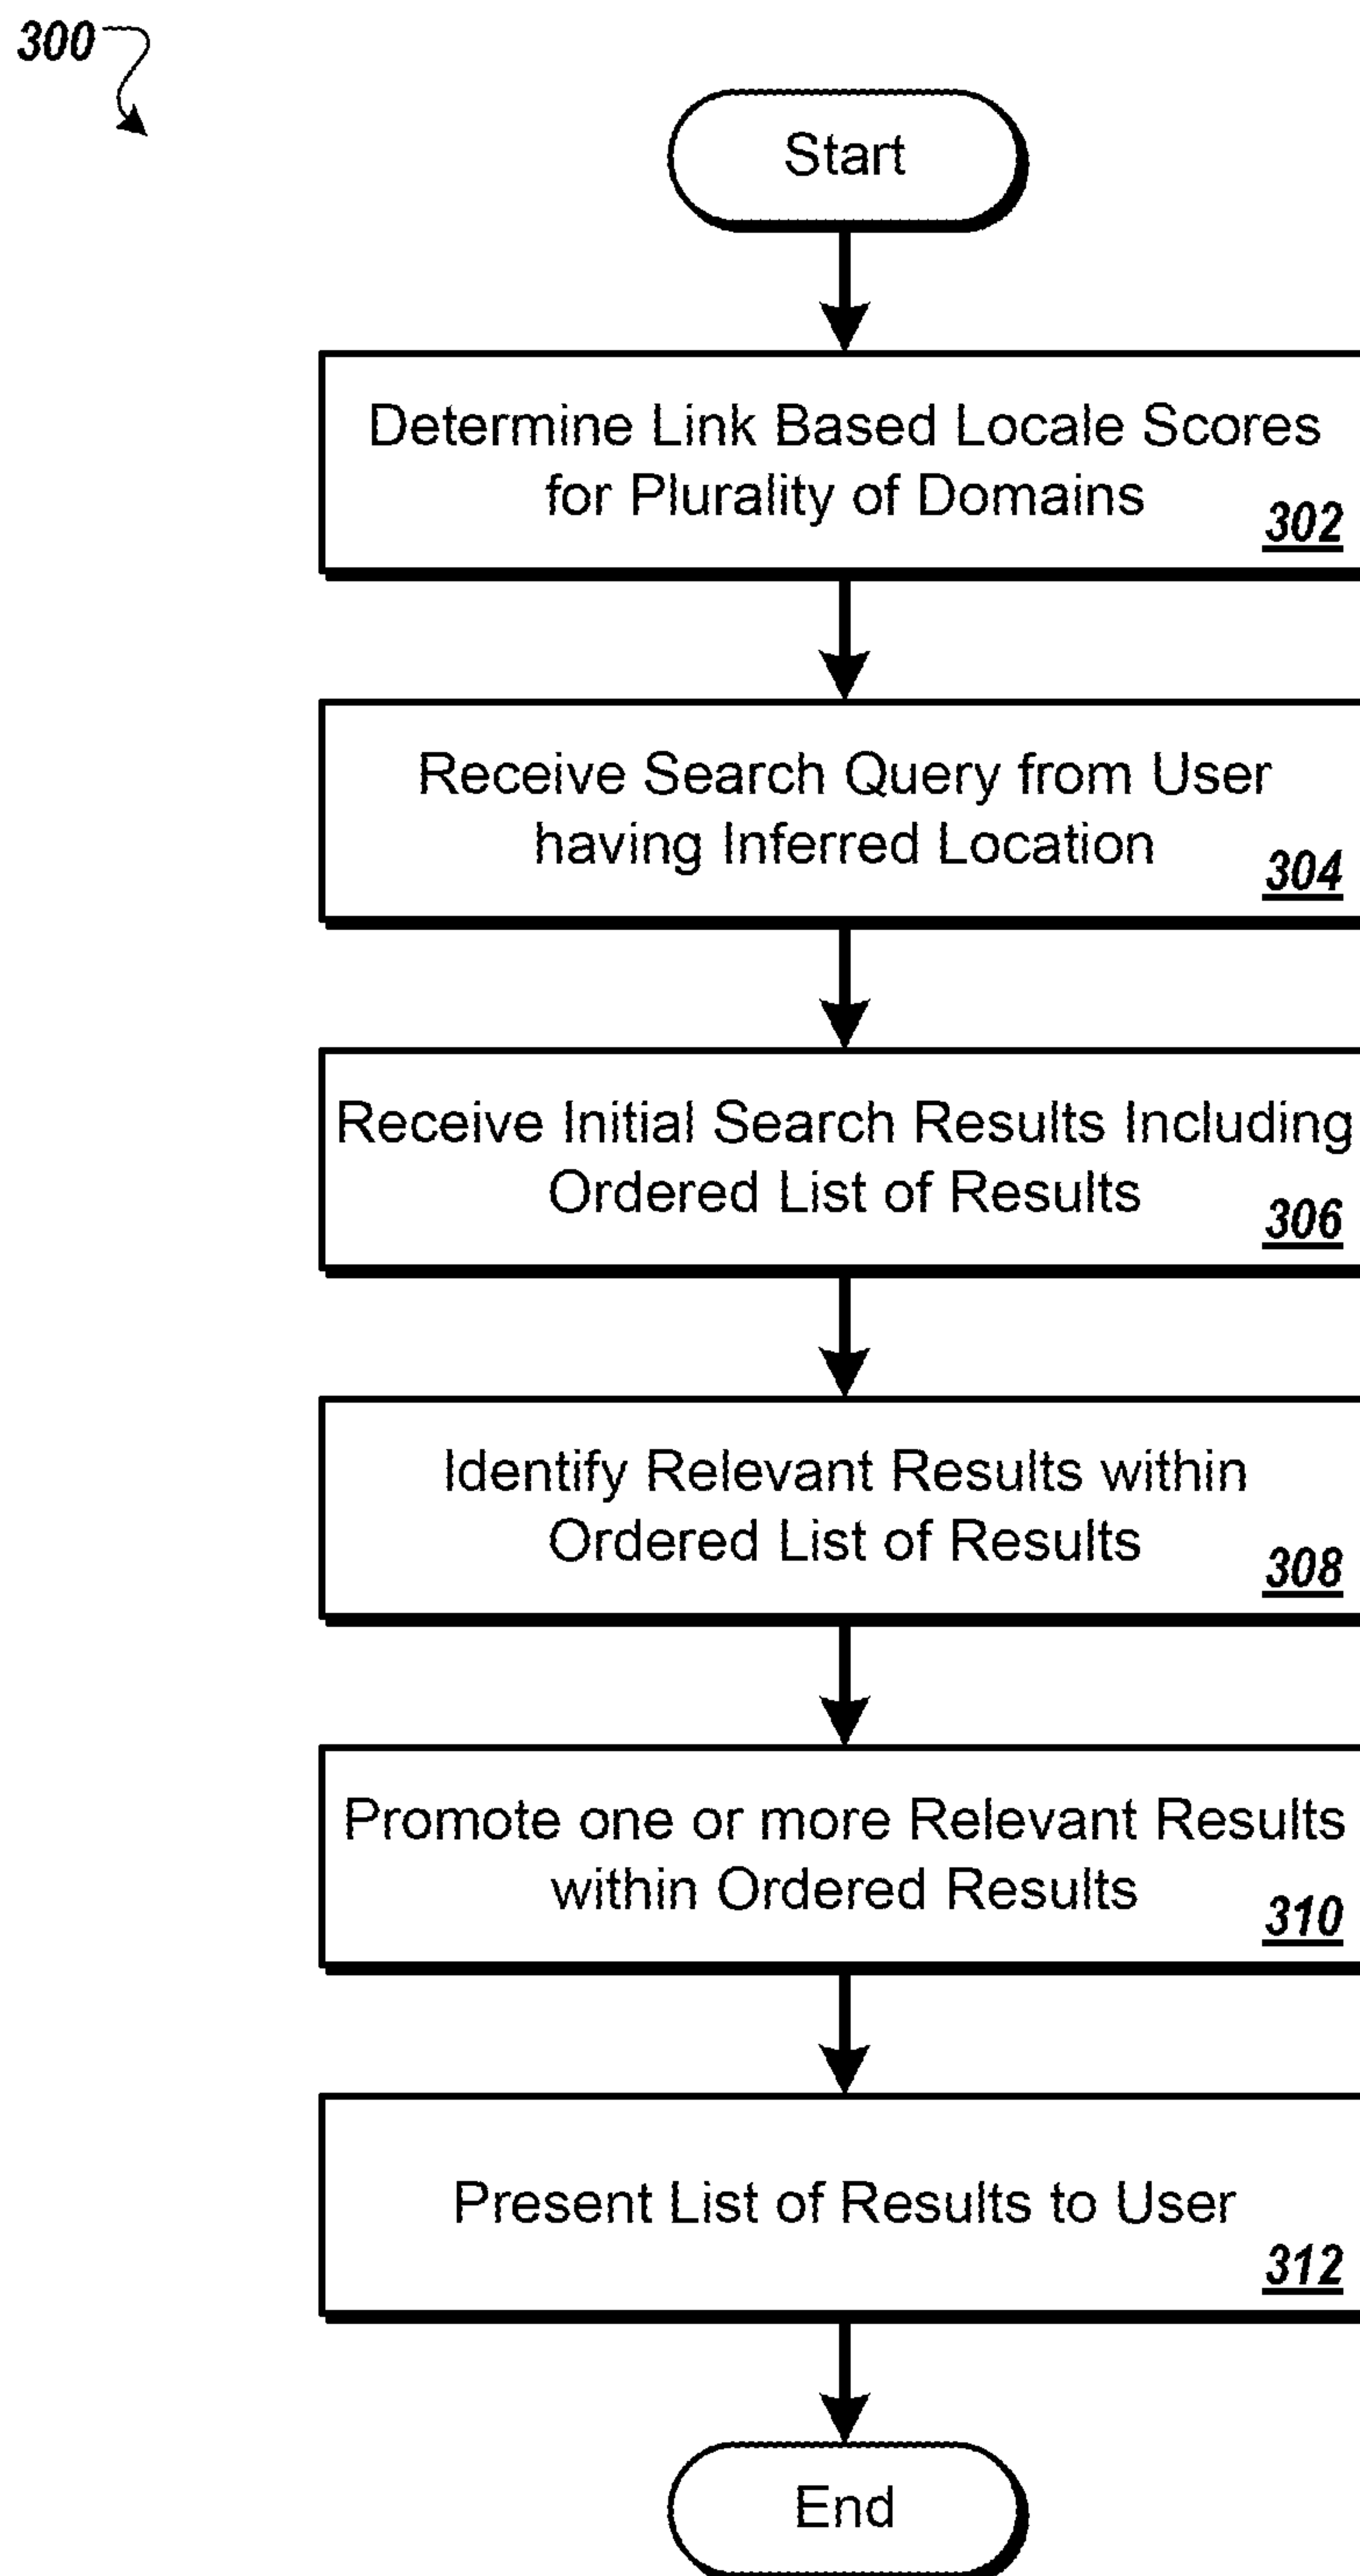 300
Start
Determine Link Based Locale Scores
for Plurality of Domains
302
Receive Search Query from User
having Inferred Location
304
Receive Initial Search Results Including
Ordered List of Results
306
Identify Relevant Results within
Ordered List of Results
308
Promote one or more Relevant Results
within Ordered Results
310
Present List of Results to User
312
End